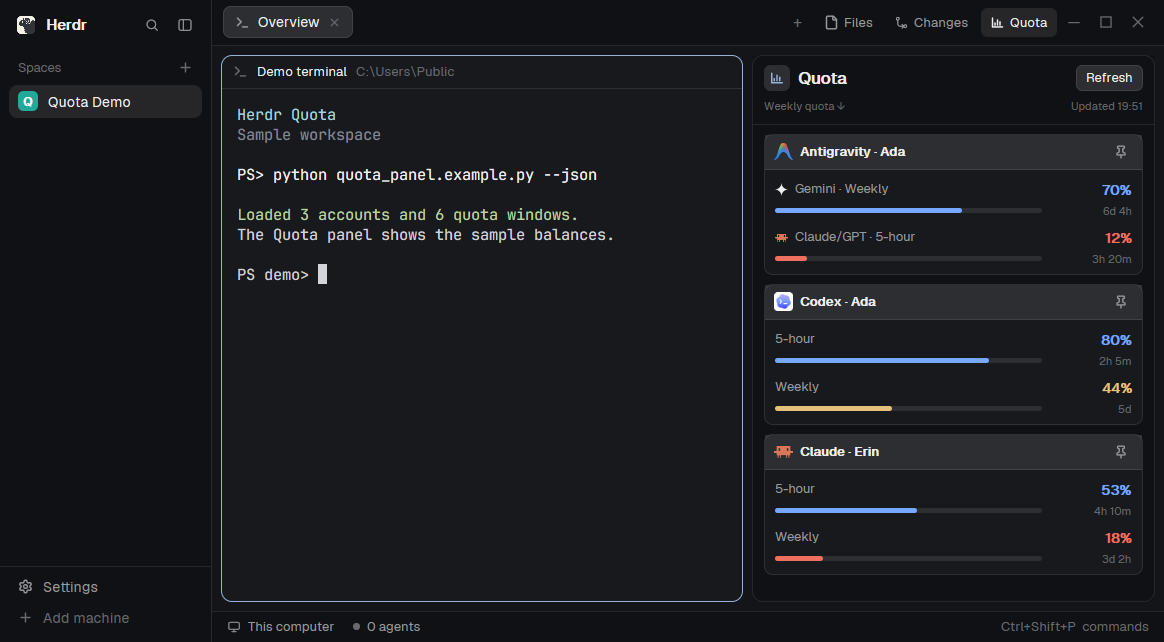 Herdr
Spaces
Q Quota Demo
Settings
Add machine
Overview
Files
Changes
Quota
Demo terminal C:\Users\Public
Herdr Quota
Sample workspace
PS> python quota_panel.example.py --json
Loaded 3 accounts and 6 quota windows.
The Quota panel shows the sample balances.
PS demo>
Quota
Refresh
Weekly quota↓
Updated 19:51
Antigravity · Ada
Gemini · Weekly 70%
6d 4h
Claude/GPT · 5-hour 12%
3h 20m
Codex · Ada
5-hour 80%
2h 5m
Weekly 44%
5d
Claude · Erin
5-hour 53%
4h 10m
Weekly 18%
3d 2h
This computer
0 agents
Ctrl+Shift+P commands